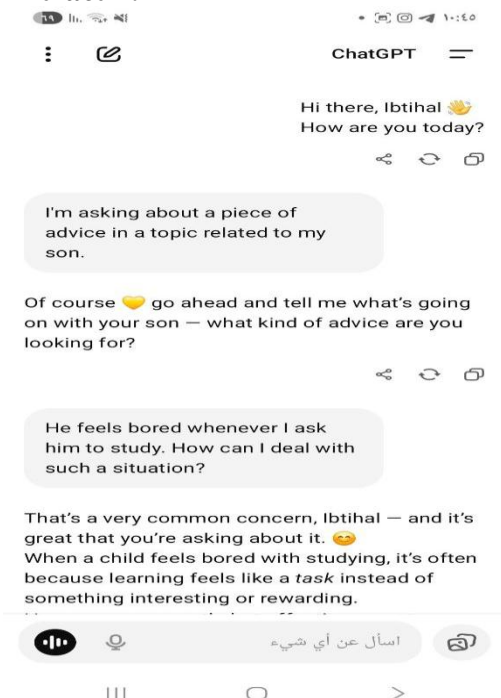 ١٩
١٠:٤٥
ChatGPT
Hi there, Ibtihal 👋
How are you today?
I'm asking about a piece of
advice in a topic related to my
son.
Of course 💛 go ahead and tell me what's going
on with your son — what kind of advice are you
looking for?
He feels bored whenever I ask
him to study. How can I deal with
such a situation?
That's a very common concern, Ibtihal — and it's
great that you're asking about it. 😊
When a child feels bored with studying, it's often
because learning feels like a task instead of
something interesting or rewarding.
اسأل عن أي شيء